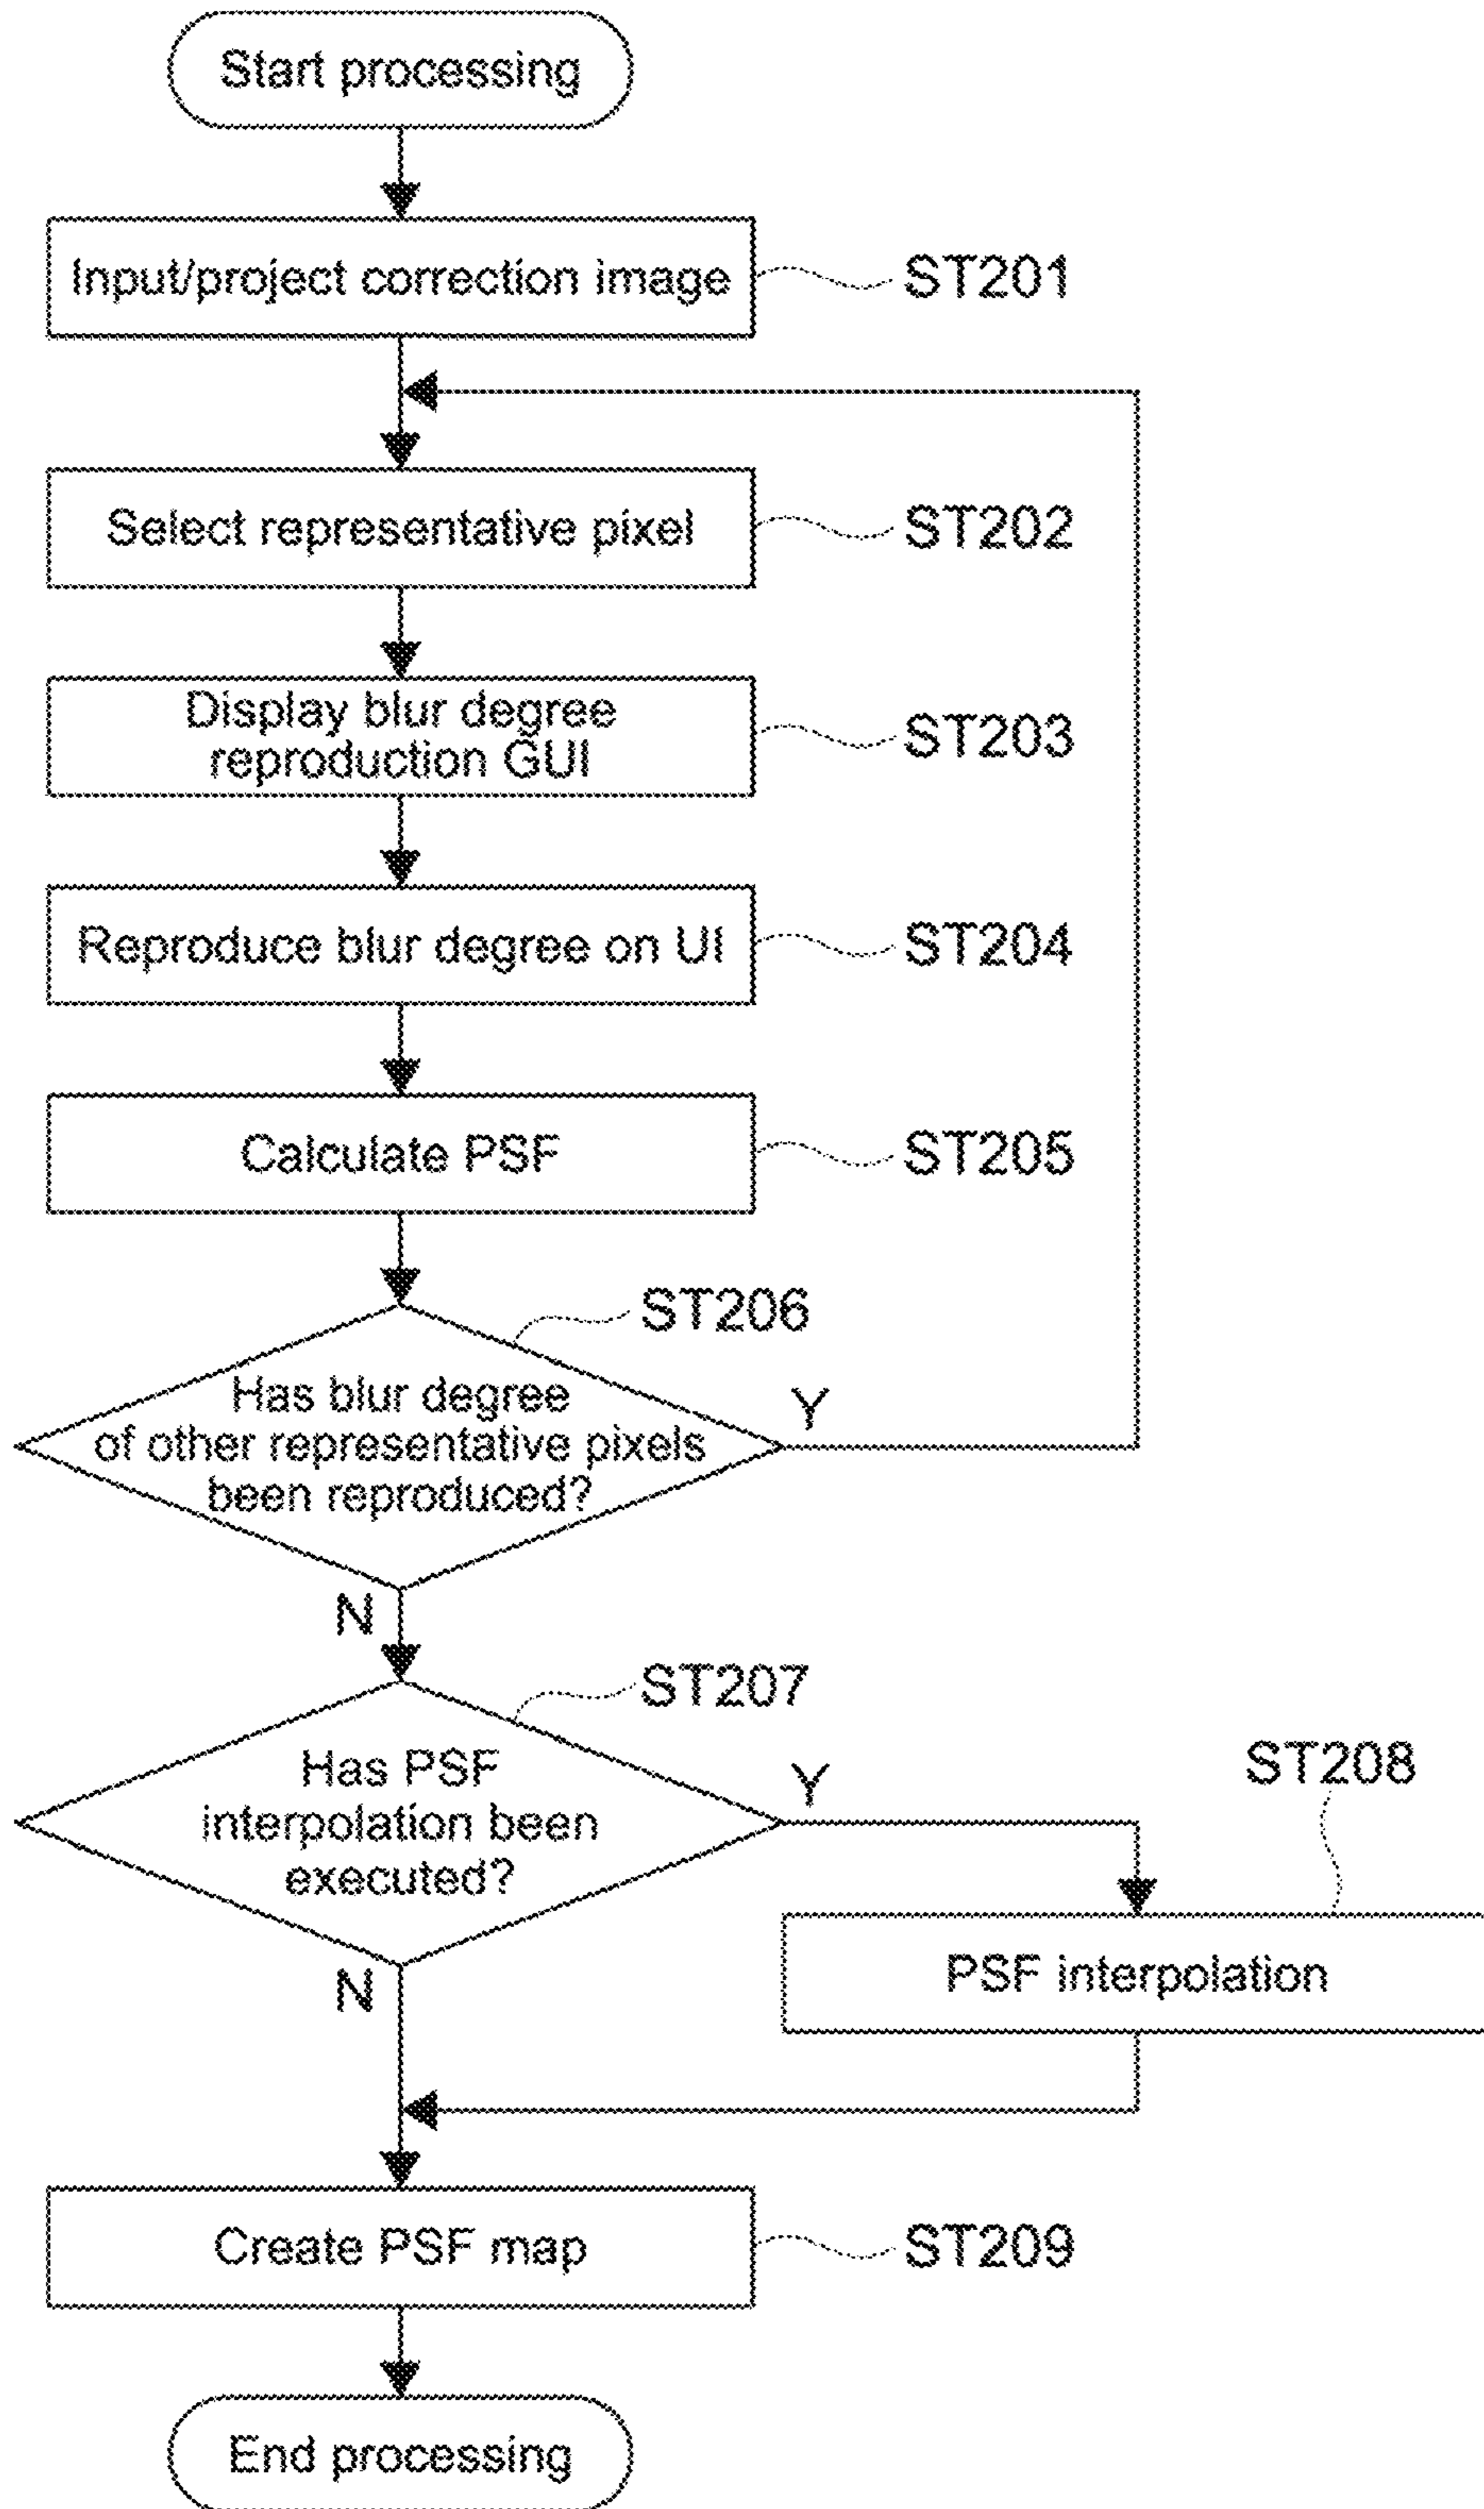 Start processing
Input/project correction image
ST201
Select representative pixel
ST202
Display blur degree
reproduction GUI
ST203
Reproduce blur degree on UI
ST204
Calculate PSF
ST205
ST206
Has blur degree
of other representative pixels
been reproduced?
Y
N
ST207
Has PSF
interpolation been
executed?
Y
ST208
PSF interpolation
N
Create PSF map
ST209
End processing